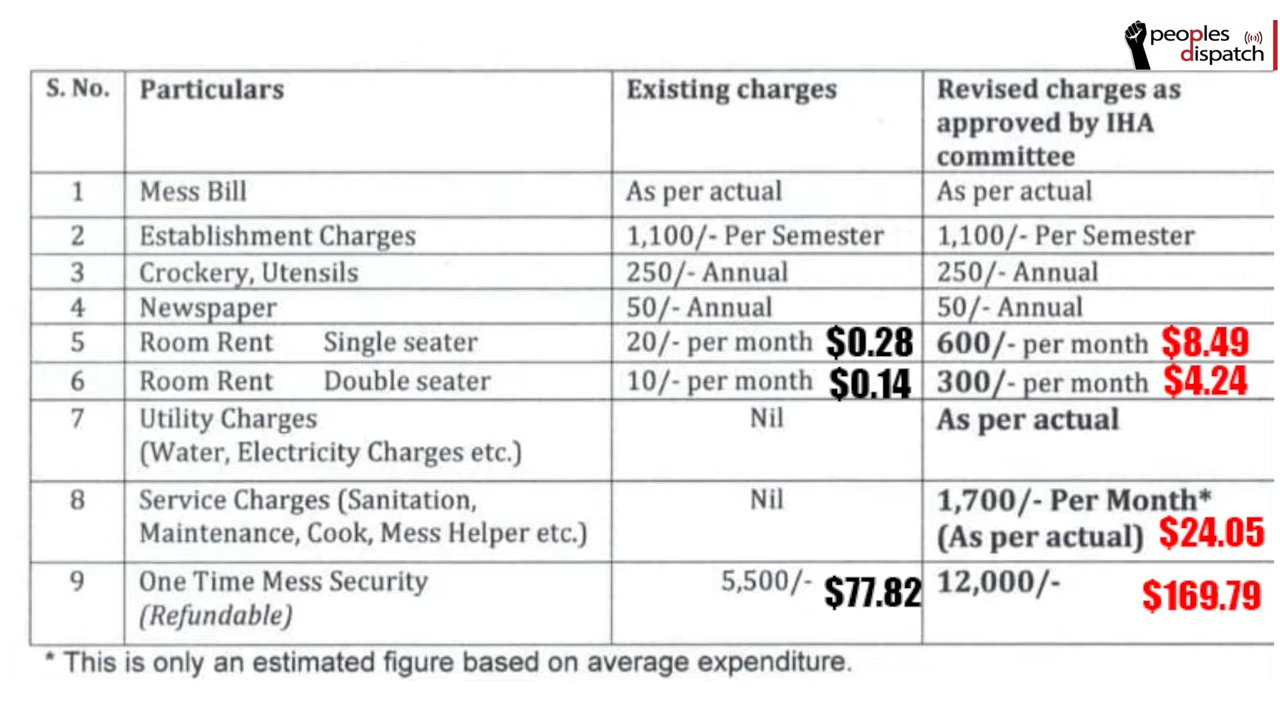 peoples
dispatch
S. No. Particulars Existing charges Revised charges as
approved by IHA
committee
1 Mess Bill As per actual As per actual
2 Establishment Charges 1,100/- Per Semester 1,100/- Per Semester
3 Crockery, Utensils 250/- Annual 250/- Annual
4 Newspaper 50/- Annual 50/- Annual
5 Room Rent Single seater 20/- per month $0.28 600/- per month $8.49
6 Room Rent Double seater 10/- per month $0.14 300/- per month $4.24
7 Utility Charges Nil As per actual
(Water, Electricity Charges etc.)
8 Service Charges (Sanitation, Nil 1,700/- Per Month*
Maintenance, Cook, Mess Helper etc.) (As per actual) $24.05
9 One Time Mess Security 5,500/- $77.82 12,000/- $169.79
(Refundable)
* This is only an estimated figure based on average expenditure.